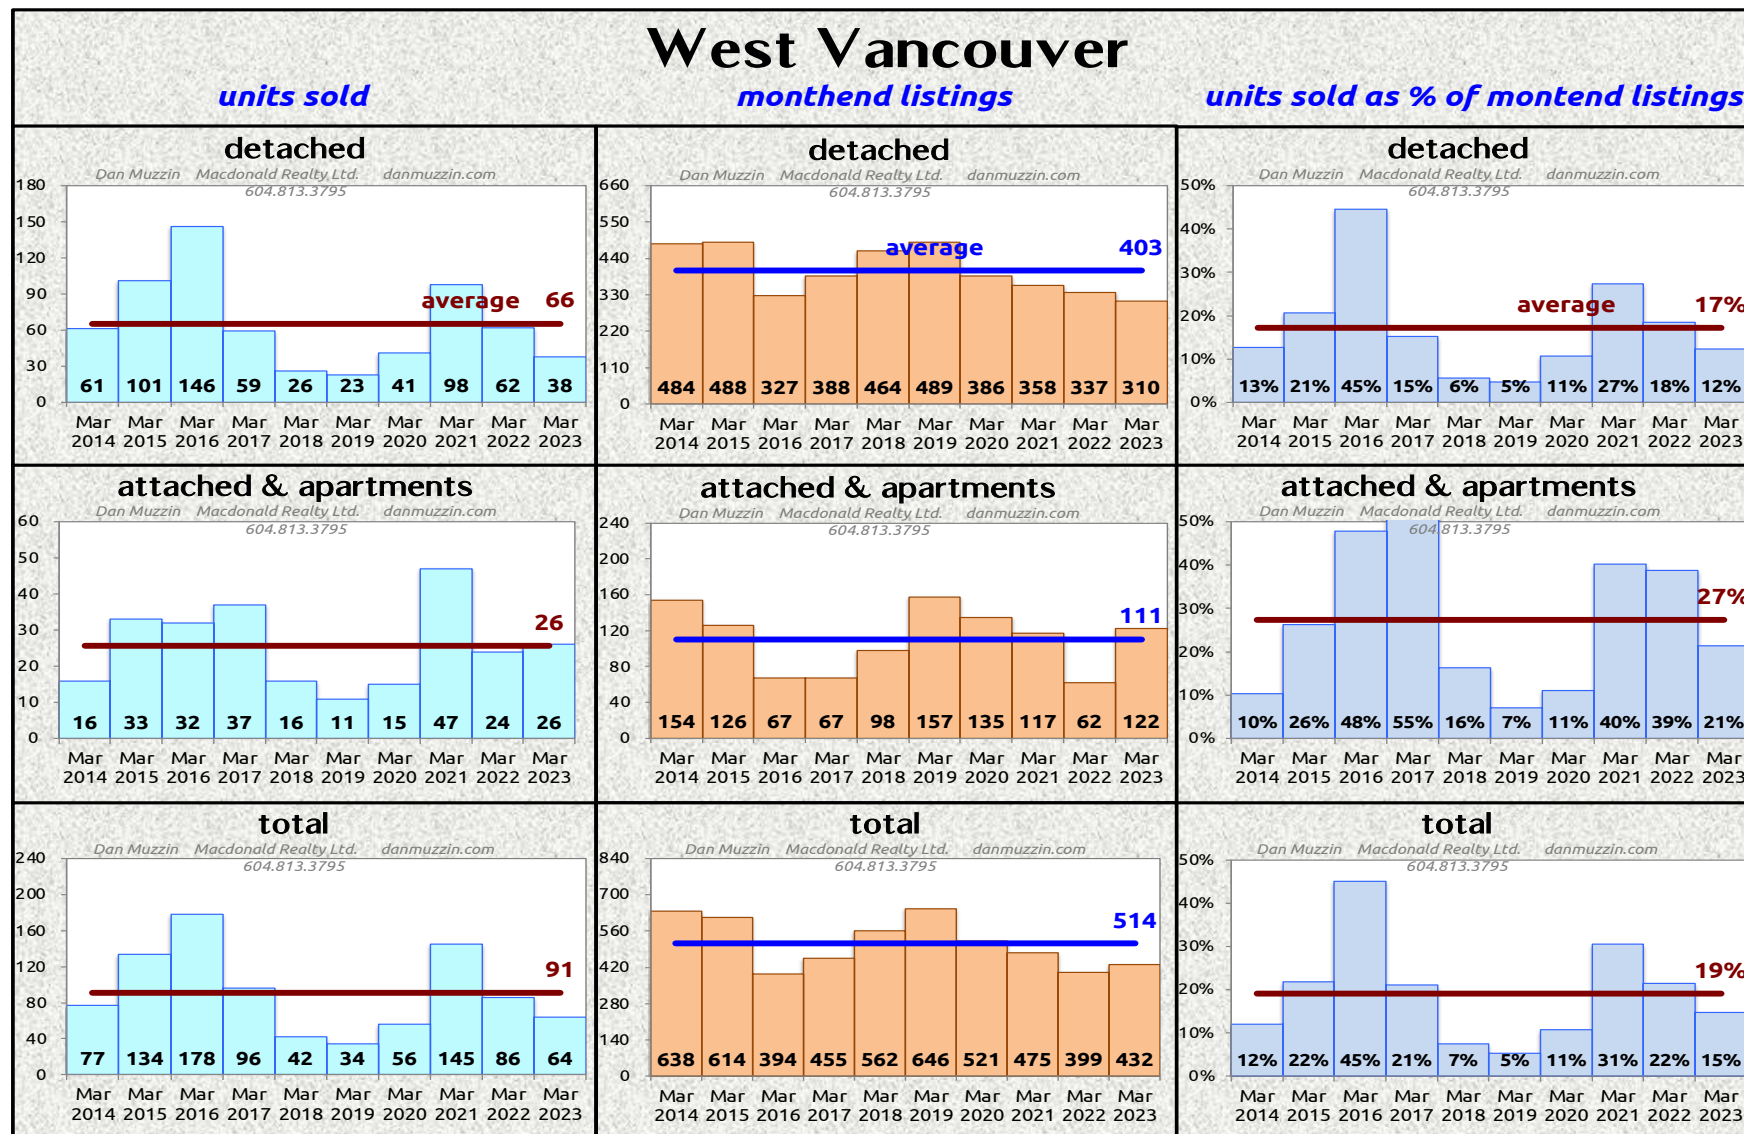 West Vancouver
units sold
monthend listings
units sold as % of montend listings
detached
Dan Muzzin Macdonald Realty Ltd. danmuzzin.com
604.813.3795
180
150
120
90
60
30
0
average 66
61 101 146 59 26 23 41 98 62 38
Mar Mar Mar Mar Mar Mar Mar Mar Mar Mar
2014 2015 2016 2017 2018 2019 2020 2021 2022 2023
detached
Dan Muzzin Macdonald Realty Ltd. danmuzzin.com
604.813.3795
660
550
440
330
220
110
0
average 403
484 488 327 388 464 489 386 358 337 310
Mar Mar Mar Mar Mar Mar Mar Mar Mar Mar
2014 2015 2016 2017 2018 2019 2020 2021 2022 2023
detached
Dan Muzzin Macdonald Realty Ltd. danmuzzin.com
604.813.3795
50%
40%
30%
20%
10%
0%
average 17%
13% 21% 45% 15% 6% 5% 11% 27% 18% 12%
Mar Mar Mar Mar Mar Mar Mar Mar Mar Mar
2014 2015 2016 2017 2018 2019 2020 2021 2022 2023
attached & apartments
Dan Muzzin Macdonald Realty Ltd. danmuzzin.com
604.813.3795
60
50
40
30
20
10
0
26
16 33 32 37 16 11 15 47 24 26
Mar Mar Mar Mar Mar Mar Mar Mar Mar Mar
2014 2015 2016 2017 2018 2019 2020 2021 2022 2023
attached & apartments
Dan Muzzin Macdonald Realty Ltd. danmuzzin.com
604.813.3795
240
200
160
120
80
40
0
111
154 126 67 67 98 157 135 117 62 122
Mar Mar Mar Mar Mar Mar Mar Mar Mar Mar
2014 2015 2016 2017 2018 2019 2020 2021 2022 2023
attached & apartments
Dan Muzzin Macdonald Realty Ltd. danmuzzin.com
604.813.3795
50%
40%
30%
20%
10%
0%
27%
10% 26% 48% 55% 16% 7% 11% 40% 39% 21%
Mar Mar Mar Mar Mar Mar Mar Mar Mar Mar
2014 2015 2016 2017 2018 2019 2020 2021 2022 2023
total
Dan Muzzin Macdonald Realty Ltd. danmuzzin.com
604.813.3795
240
200
160
120
80
40
0
91
77 134 178 96 42 34 56 145 86 64
Mar Mar Mar Mar Mar Mar Mar Mar Mar Mar
2014 2015 2016 2017 2018 2019 2020 2021 2022 2023
total
Dan Muzzin Macdonald Realty Ltd. danmuzzin.com
604.813.3795
840
700
560
420
280
140
0
514
638 614 394 455 562 646 521 475 399 432
Mar Mar Mar Mar Mar Mar Mar Mar Mar Mar
2014 2015 2016 2017 2018 2019 2020 2021 2022 2023
total
Dan Muzzin Macdonald Realty Ltd. danmuzzin.com
604.813.3795
50%
40%
30%
20%
10%
0%
19%
12% 22% 45% 21% 7% 5% 11% 31% 22% 15%
Mar Mar Mar Mar Mar Mar Mar Mar Mar Mar
2014 2015 2016 2017 2018 2019 2020 2021 2022 2023